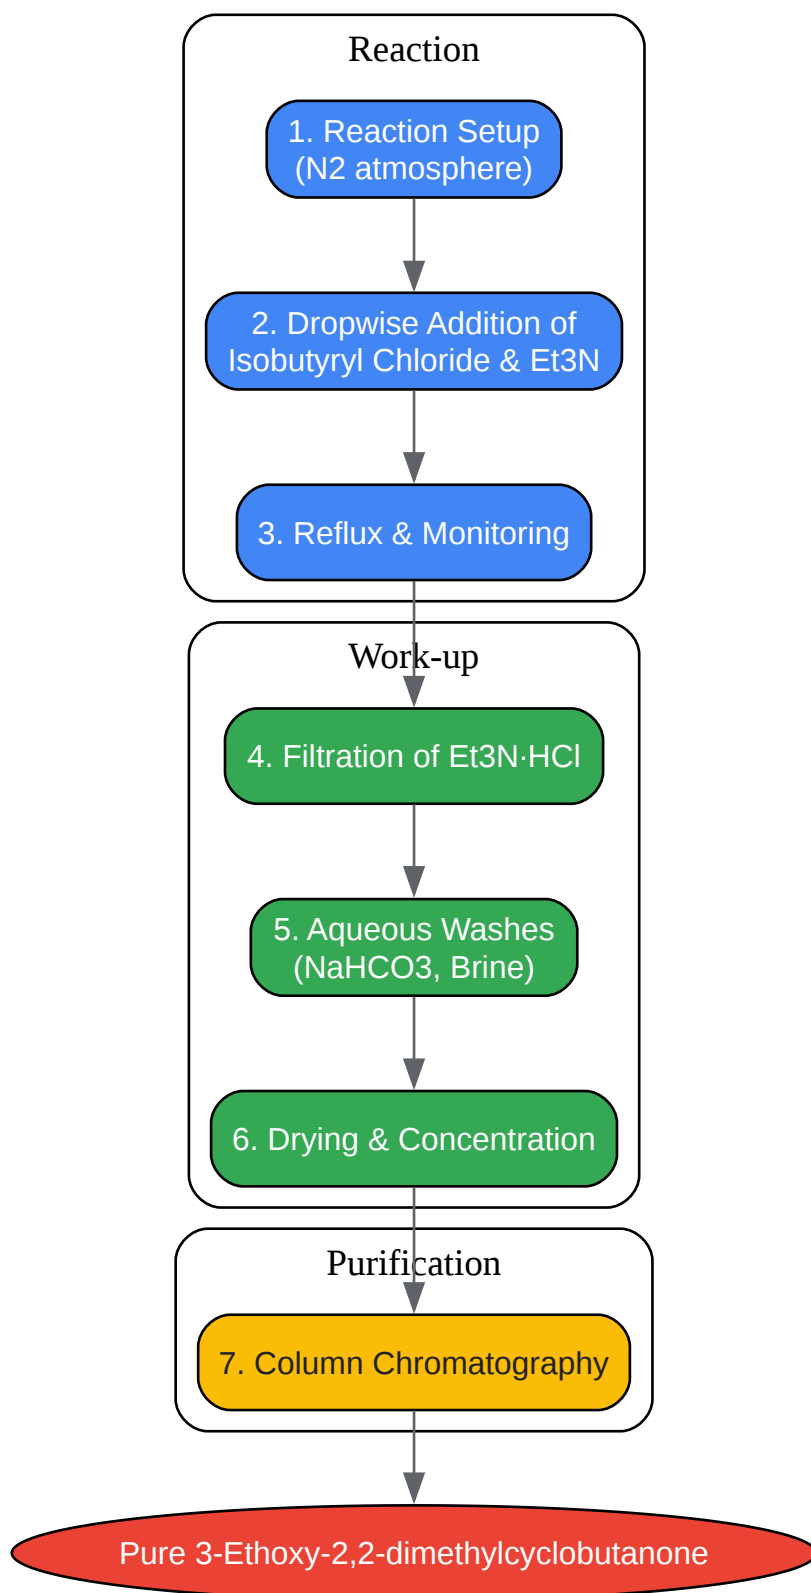 Reaction
1. Reaction Setup
(N2 atmosphere)
2. Dropwise Addition of
Isobutyryl Chloride & Et3N
3. Reflux & Monitoring
Work-up
4. Filtration of Et3N·HCl
5. Aqueous Washes
(NaHCO3, Brine)
6. Drying & Concentration
Purification
7. Column Chromatography
Pure 3-Ethoxy-2,2-dimethylcyclobutanone